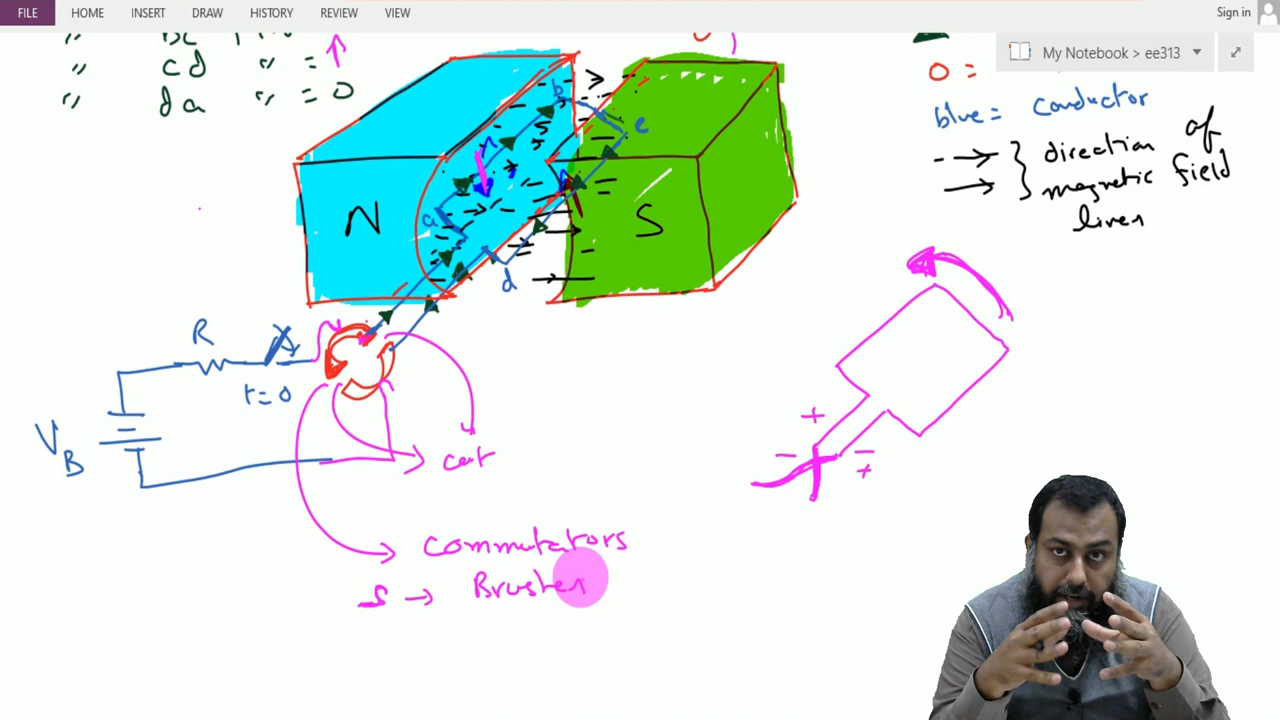 FILE HOME INSERT DRAW HISTORY REVIEW VIEW
Sign in
My Notebook > ee313
" cd " =
" da " = 0
0 =
blue = conductor
direction of
magnetic field
lines
b
e
a
N
S
d
R
t=0
VB
+
-
-
+
cut
Commutators
Brushes